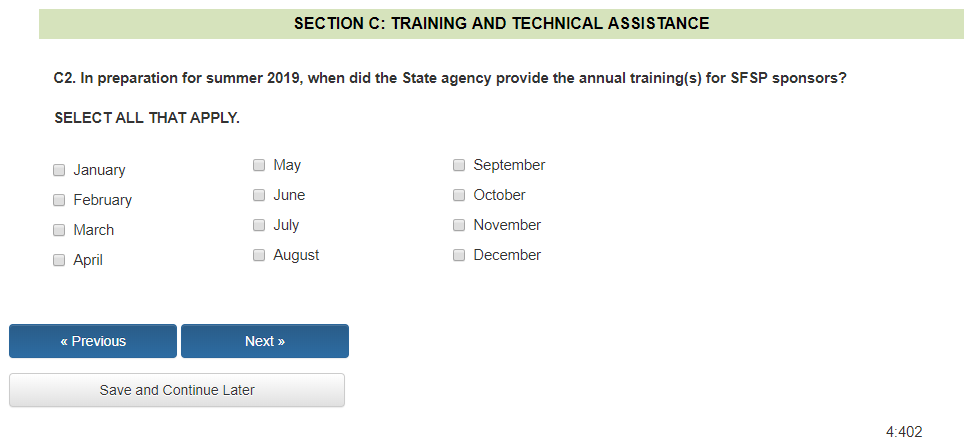 SECTION C: TRAINING AND TECHNICAL ASSISTANCE
C2. In preparation for summer 2019, when did the State agency provide the annual training(s) for SFSP sponsors?
SELECT ALL THAT APPLY.
January
February
March
April
May
June
July
August
September
October
November
December
« Previous
Next »
Save and Continue Later
4:402